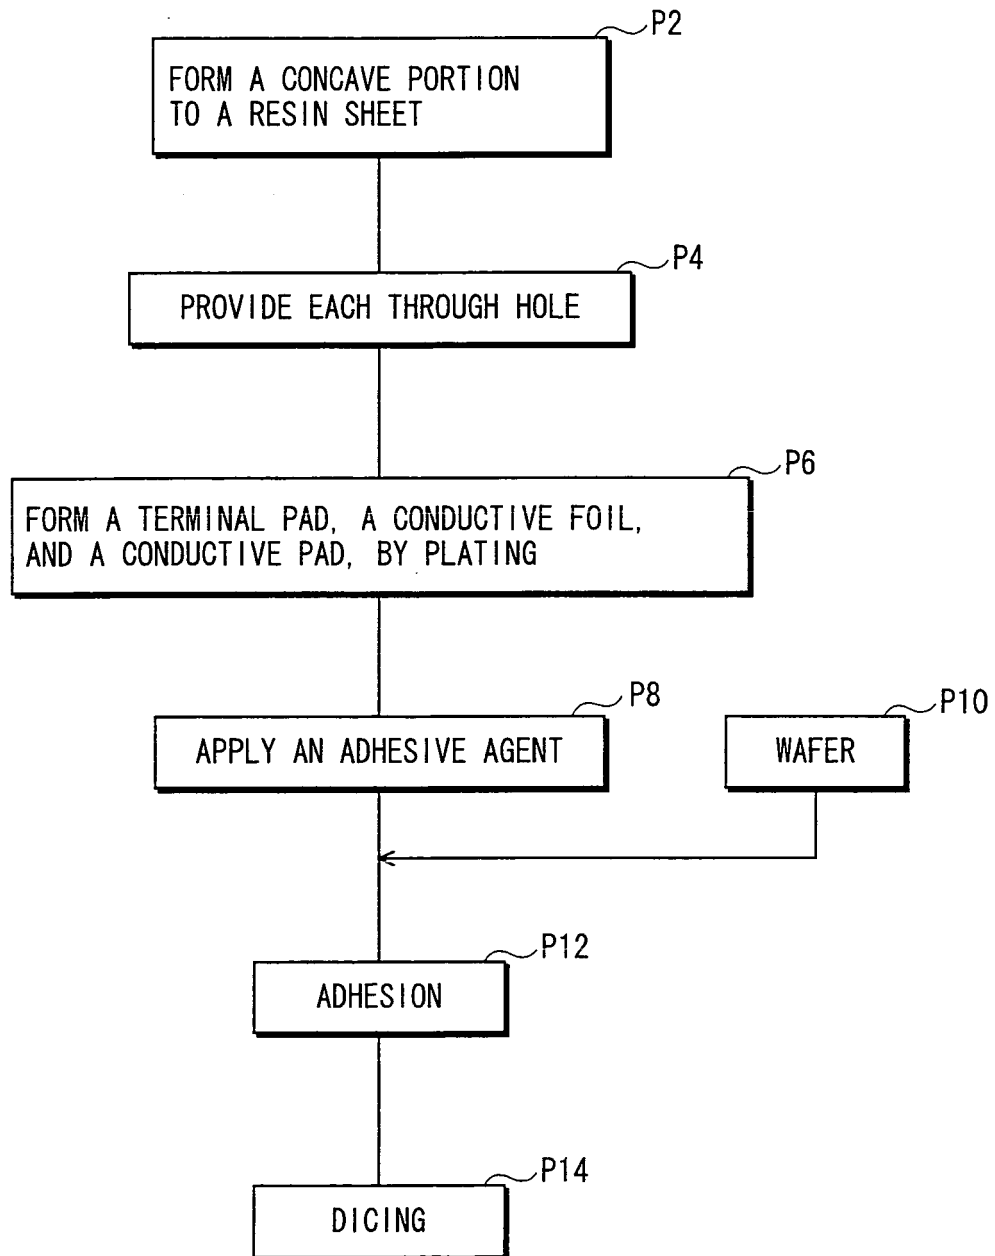 P2
FORM A CONCAVE PORTION
TO A RESIN SHEET
P4
PROVIDE EACH THROUGH HOLE
P6
FORM A TERMINAL PAD, A CONDUCTIVE FOIL,
AND A CONDUCTIVE PAD, BY PLATING
P8
APPLY AN ADHESIVE AGENT
P10
WAFER
P12
ADHESION
P14
DICING